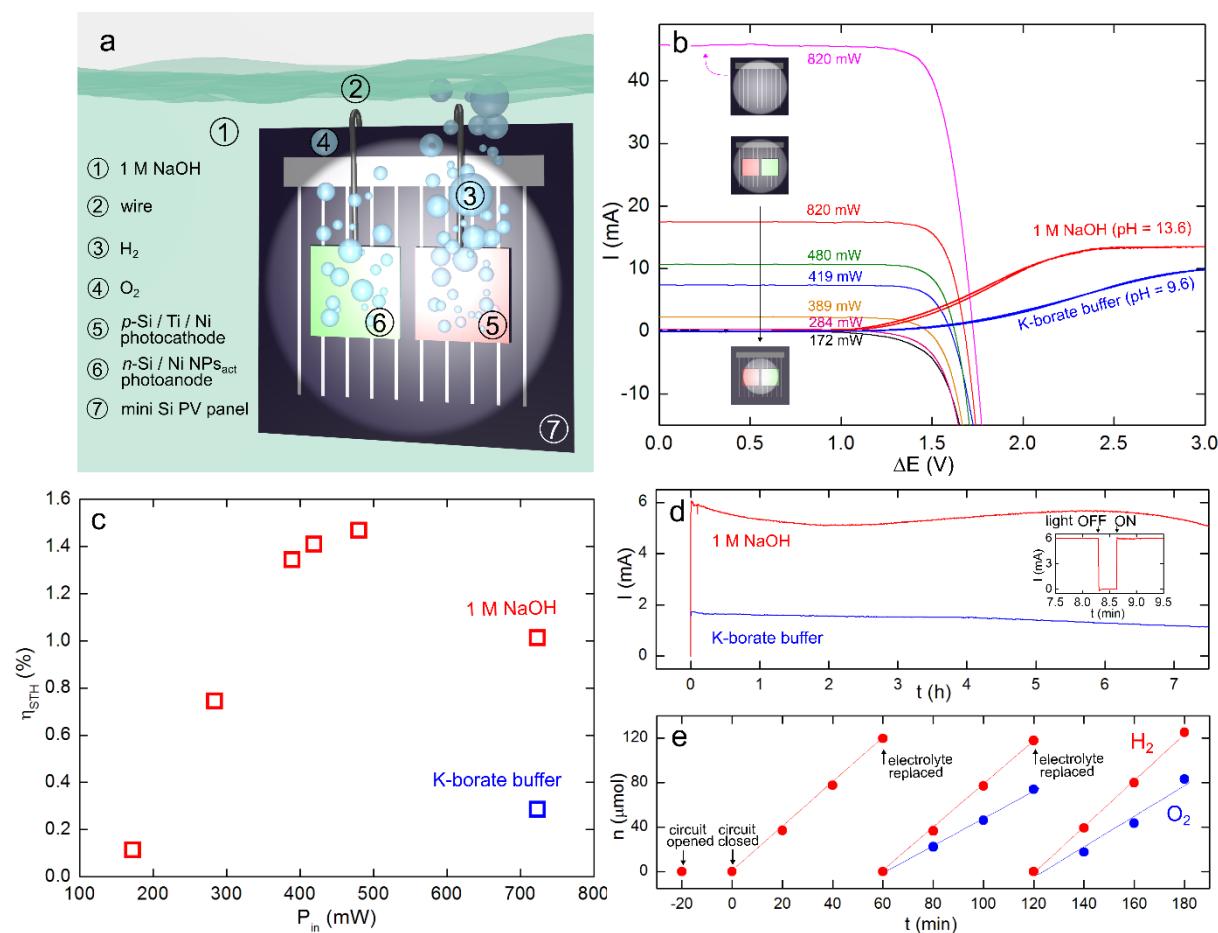 a
② 
① 
④
③
⑥
⑤
⑦
① 1 M NaOH
② wire
③ H₂
④ O₂
⑤ p-Si / Ti / Ni
photocathode
⑥ n-Si / Ni NPsact
photoanode
⑦ mini Si PV panel
b
I (mA)
40
30
20
10
0
-10
820 mW
820 mW
480 mW
419 mW
389 mW
284 mW
172 mW
1 M NaOH (pH = 13.6)
K-borate buffer (pH = 9.6)
0.0 0.5 1.0 1.5 2.0 2.5 3.0
ΔE (V)
c
ηSTH (%)
1.6
1.4
1.2
1.0
0.8
0.6
0.4
0.2
0.0
1 M NaOH
K-borate buffer
100 200 300 400 500 600 700 800
Pin (mW)
d
I (mA)
6
4
2
0
1 M NaOH
K-borate buffer
light OFF ON
I (mA)
6
3
0
7.5 8.0 8.5 9.0 9.5
t (min)
0 1 2 3 4 5 6 7
t (h)
e
n (μmol)
120
80
40
0
circuit
opened
circuit
closed
electrolyte
replaced
electrolyte
replaced
H₂
O₂
-20 0 20 40 60 80 100 120 140 160 180
t (min)